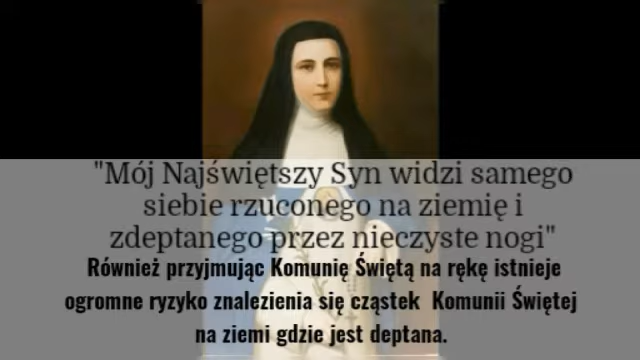 "Mój Najświętszy Syn widzi samego
siebie rzuconego na ziemię i
zdeptanego przez nieczyste nogi"
Również przyjmując Komunię Świętą na rękę istnieje
ogromne ryzyko znalezienia się cząstek Komunii Świętej
na ziemi gdzie jest deptana.